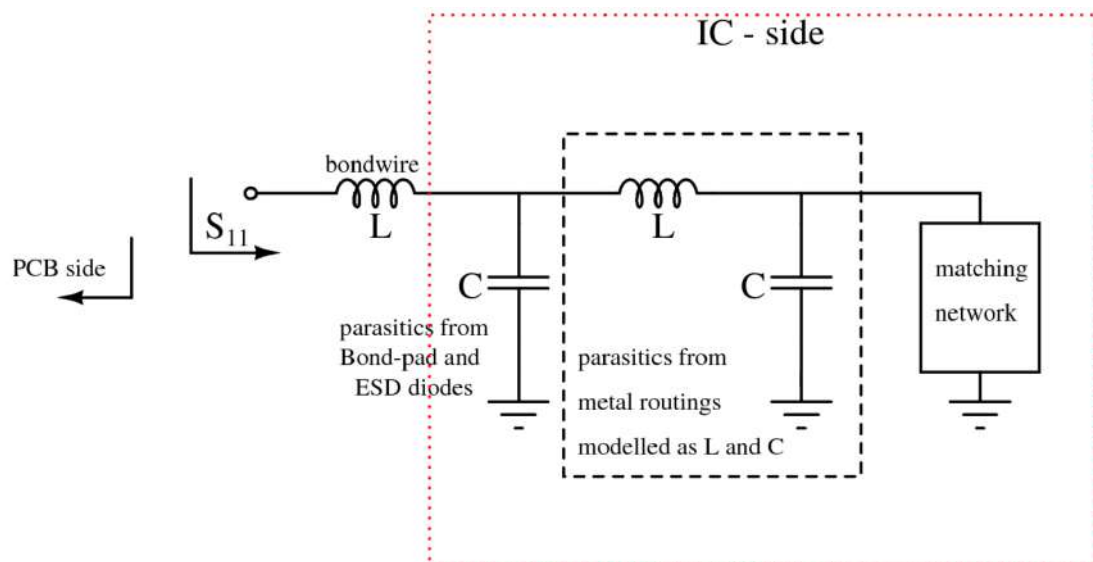 IC - side
bondwire
L
L
S11
PCB side
C
C
matching
network
parasitics from
Bond-pad and
ESD diodes
parasitics from
metal routings
modelled as L and C